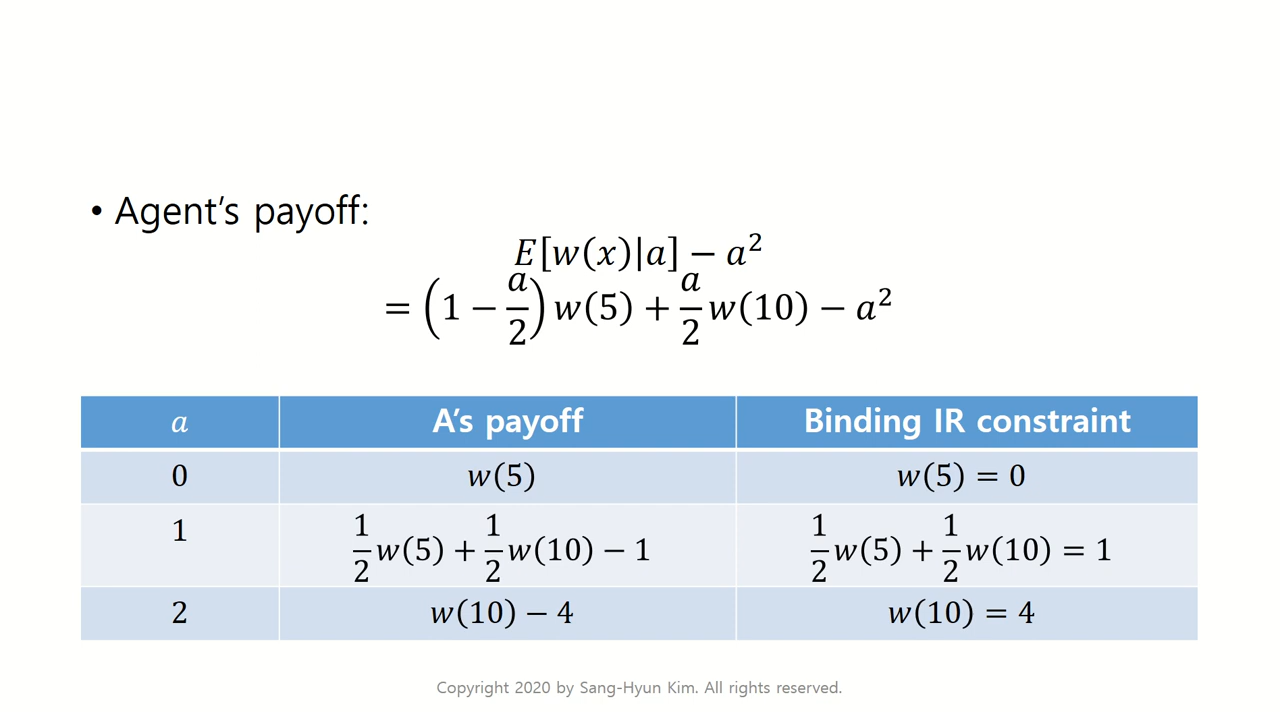 • Agent's payoff:
E[w(x)|a] − a²
= (1 − a/2) w(5) + a/2 w(10) − a²
a	A's payoff	Binding IR constraint
0	w(5)	w(5) = 0
1	1/2 w(5) + 1/2 w(10) − 1	1/2 w(5) + 1/2 w(10) = 1
2	w(10) − 4	w(10) = 4
Copyright 2020 by Sang-Hyun Kim. All rights reserved.